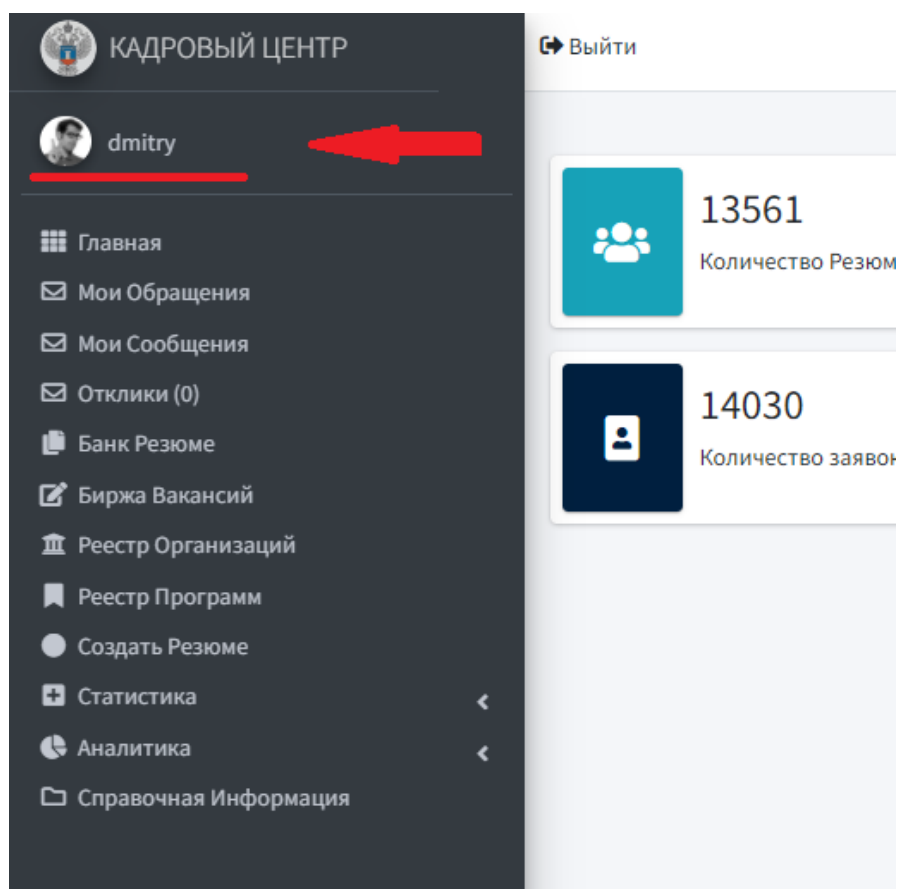 КАДРОВЫЙ ЦЕНТР
Выйти
dmitry
Главная
Мои Обращения
Мои Сообщения
Отклики (0)
Банк Резюме
Биржа Вакансий
Реестр Организаций
Реестр Программ
Создать Резюме
Статистика
Аналитика
Справочная Информация
13561
Количество Резюм
14030
Количество заявок